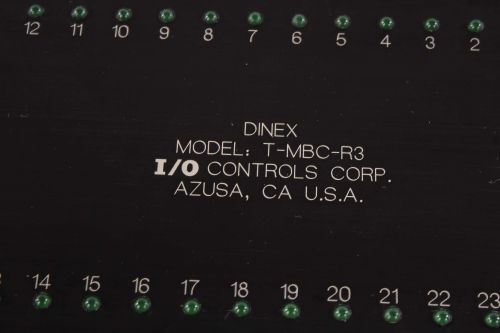 12 11 10 9 8 7 6 5 4 3 2
DINEX
MODEL: T-MBC-R3
I/O CONTROLS CORP.
AZUSA, CA U.S.A.
14 15 16 17 18 19 20 21 22 23